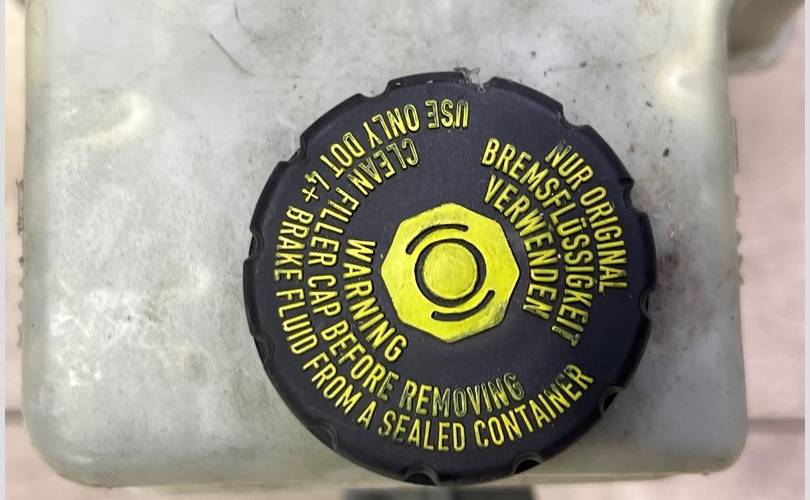 WARNING
CLEAN FILLER CAP BEFORE REMOVING
USE ONLY DOT 4+ BRAKE FLUID FROM A SEALED CONTAINER
NUR ORIGINAL
BREMSFLÜSSIGKEIT
VERWENDEN